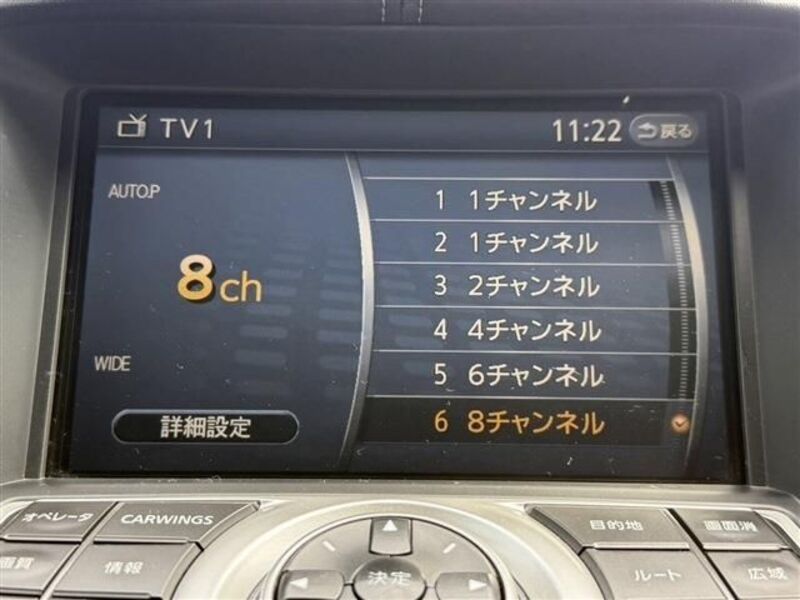 TV1
11:22
戻る
AUTO.P
8ch
WIDE
詳細設定
1 1チャンネル
2 1チャンネル
3 2チャンネル
4 4チャンネル
5 6チャンネル
6 8チャンネル
オペレータ
CARWINGS
目的地
画面消
画質
情報
決定
ルート
広域